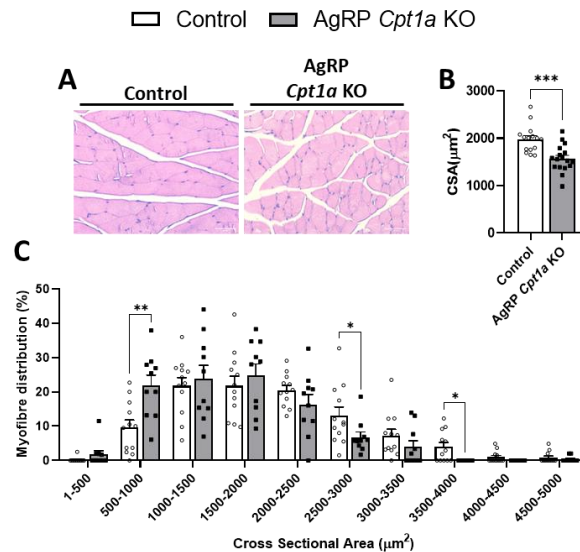 Control AgRP Cpt1a KO
A
Control
AgRP
Cpt1a KO
B
***
CSA(μm²)
3000
2000
1000
0
Control
AgRP Cpt1a KO
C
Myofibre distribution (%)
50
40
30
20
10
0
**
*
*
1-500
500-1000
1000-1500
1500-2000
2000-2500
2500-3000
3000-3500
3500-4000
4000-4500
4500-5000
Cross Sectional Area (μm²)